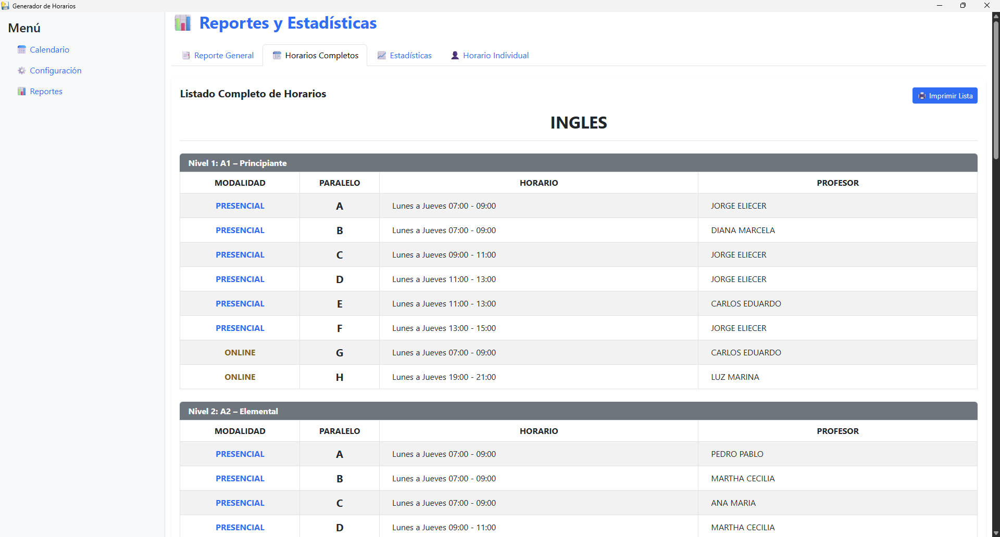 Generador de Horarios
Menú
Calendario
Configuración
Reportes
Reportes y Estadísticas
Reporte General
Horarios Completos
Estadísticas
Horario Individual
Listado Completo de Horarios
Imprimir Lista
INGLES
Nivel 1: A1 – Principiante
MODALIDAD PARALELO HORARIO PROFESOR
PRESENCIAL A Lunes a Jueves 07:00 - 09:00 JORGE ELIECER
PRESENCIAL B Lunes a Jueves 07:00 - 09:00 DIANA MARCELA
PRESENCIAL C Lunes a Jueves 09:00 - 11:00 JORGE ELIECER
PRESENCIAL D Lunes a Jueves 11:00 - 13:00 JORGE ELIECER
PRESENCIAL E Lunes a Jueves 11:00 - 13:00 CARLOS EDUARDO
PRESENCIAL F Lunes a Jueves 13:00 - 15:00 JORGE ELIECER
ONLINE G Lunes a Jueves 07:00 - 09:00 CARLOS EDUARDO
ONLINE H Lunes a Jueves 19:00 - 21:00 LUZ MARINA
Nivel 2: A2 – Elemental
MODALIDAD PARALELO HORARIO PROFESOR
PRESENCIAL A Lunes a Jueves 07:00 - 09:00 PEDRO PABLO
PRESENCIAL B Lunes a Jueves 07:00 - 09:00 MARTHA CECILIA
PRESENCIAL C Lunes a Jueves 07:00 - 09:00 ANA MARIA
PRESENCIAL D Lunes a Jueves 09:00 - 11:00 MARTHA CECILIA